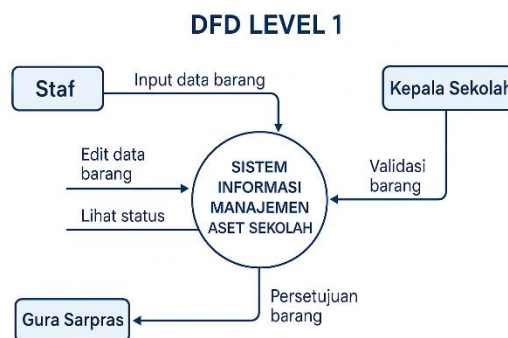 DFD LEVEL 1
Staf
Input data barang
Kepala Sekolah
Edit data
barang
SISTEM
INFORMASI
MANAJEMEN
ASET SEKOLAH
Validasi
barang
Lihat status
Persetujuan
barang
Gura Sarpras